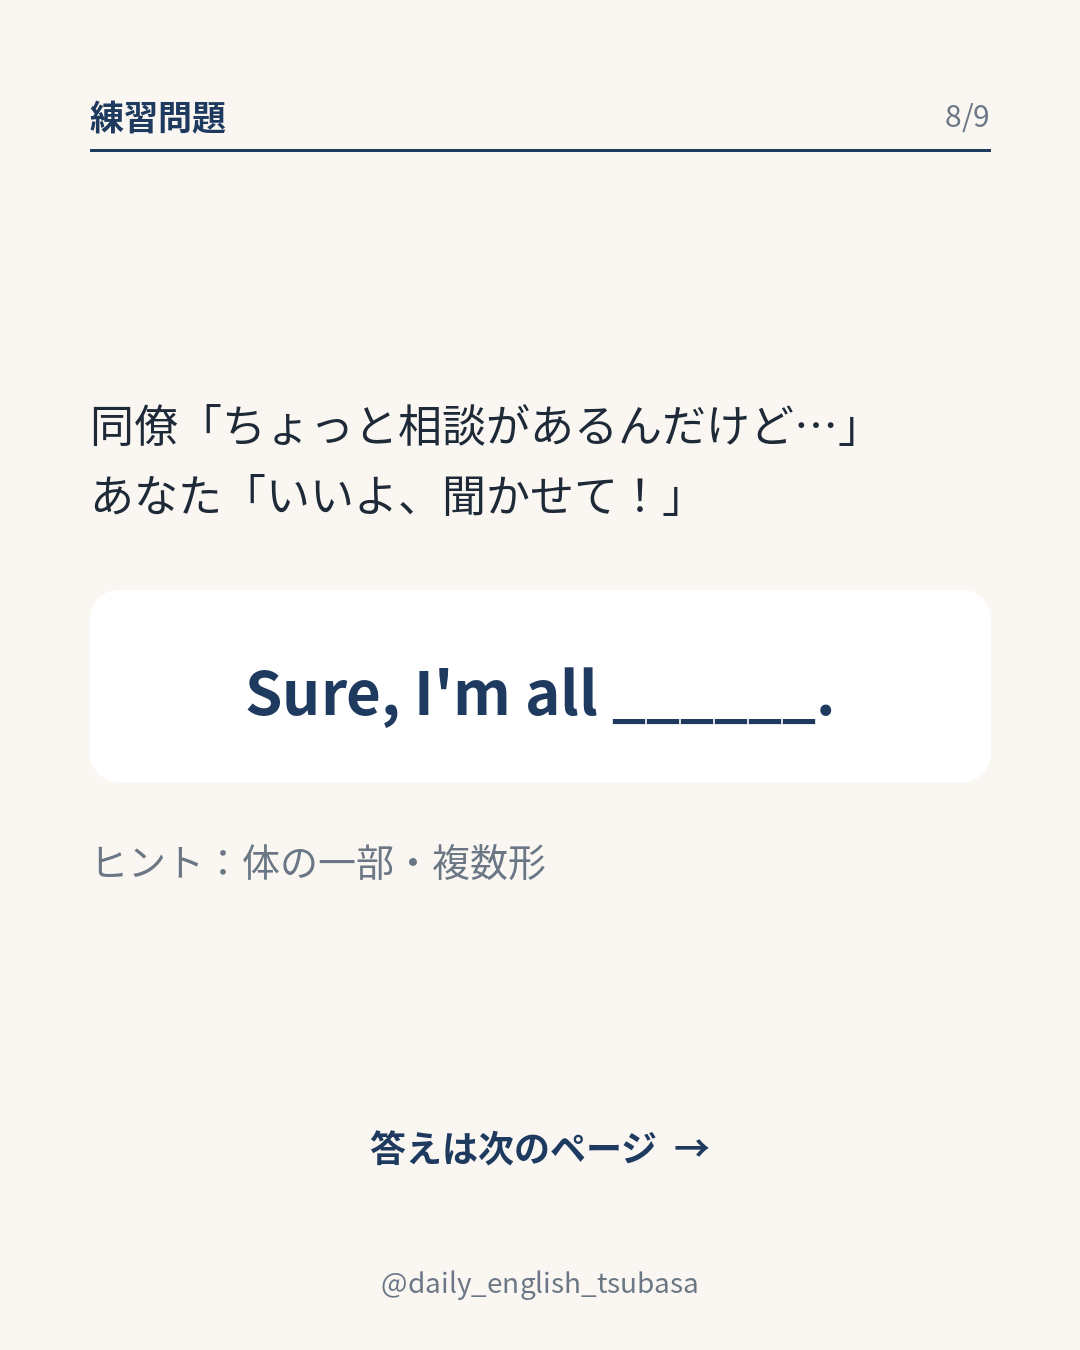 練習問題
8/9
同僚「ちょっと相談があるんだけど…」
あなた「いいよ、聞かせて！」
Sure, I'm all ______.
ヒント：体の一部・複数形
答えは次のページ →
@daily_english_tsubasa